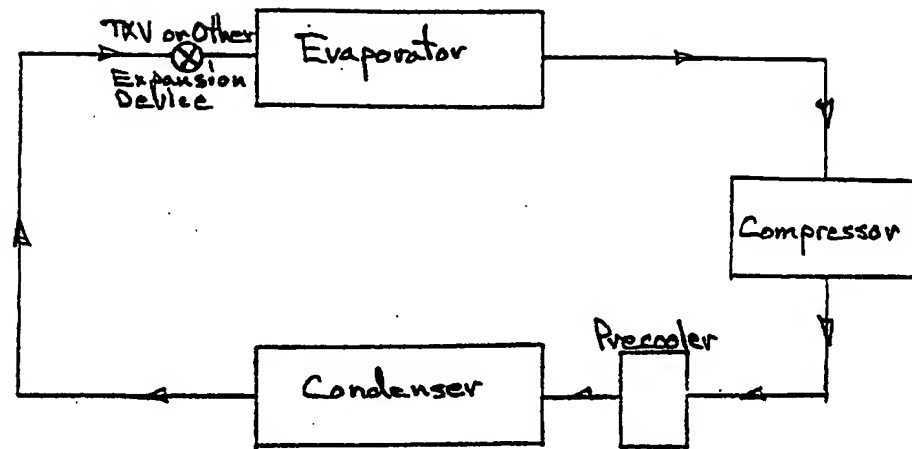 TXV or Other
Expansion
Device
Evaporator
Compressor
Precooler
Condenser